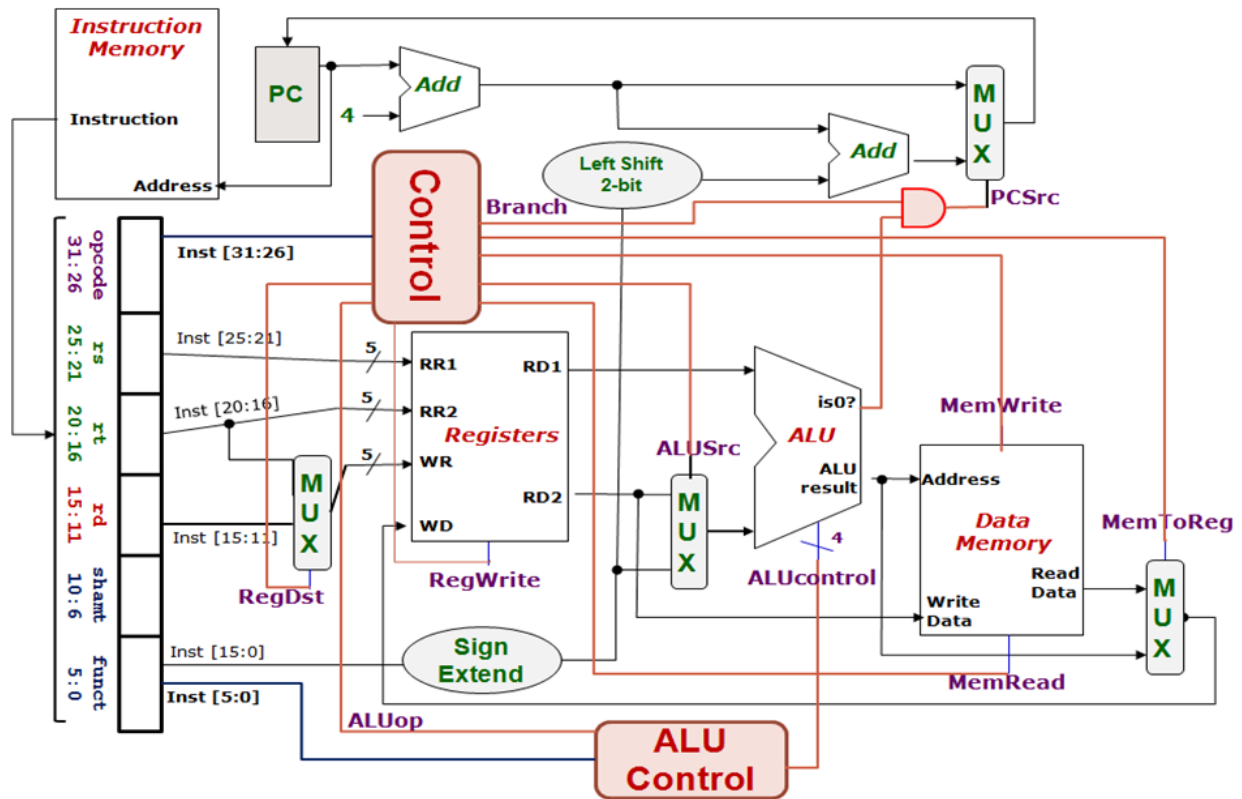 Instruction
Memory
Instruction
Address
PC
4
Add
Add
M
U
X
PCSrc
Left Shift
2-bit
Control
Branch
opcode
31:26
rs
25:21
rt
20:16
rd
15:11
shamt
10:6
funct
5:0
Inst [31:26]
Inst [25:21]
Inst [20:16]
Inst [15:11]
Inst [15:0]
Inst [5:0]
5
5
5
M
U
X
RegDst
RR1
RR2
WR
WD
Registers
RD1
RD2
RegWrite
Sign
Extend
ALUSrc
M
U
X
is0?
ALU
ALU
result
4
ALUcontrol
MemWrite
Address
Data
Memory
Read
Data
Write
Data
MemRead
MemToReg
M
U
X
ALUop
ALU
Control